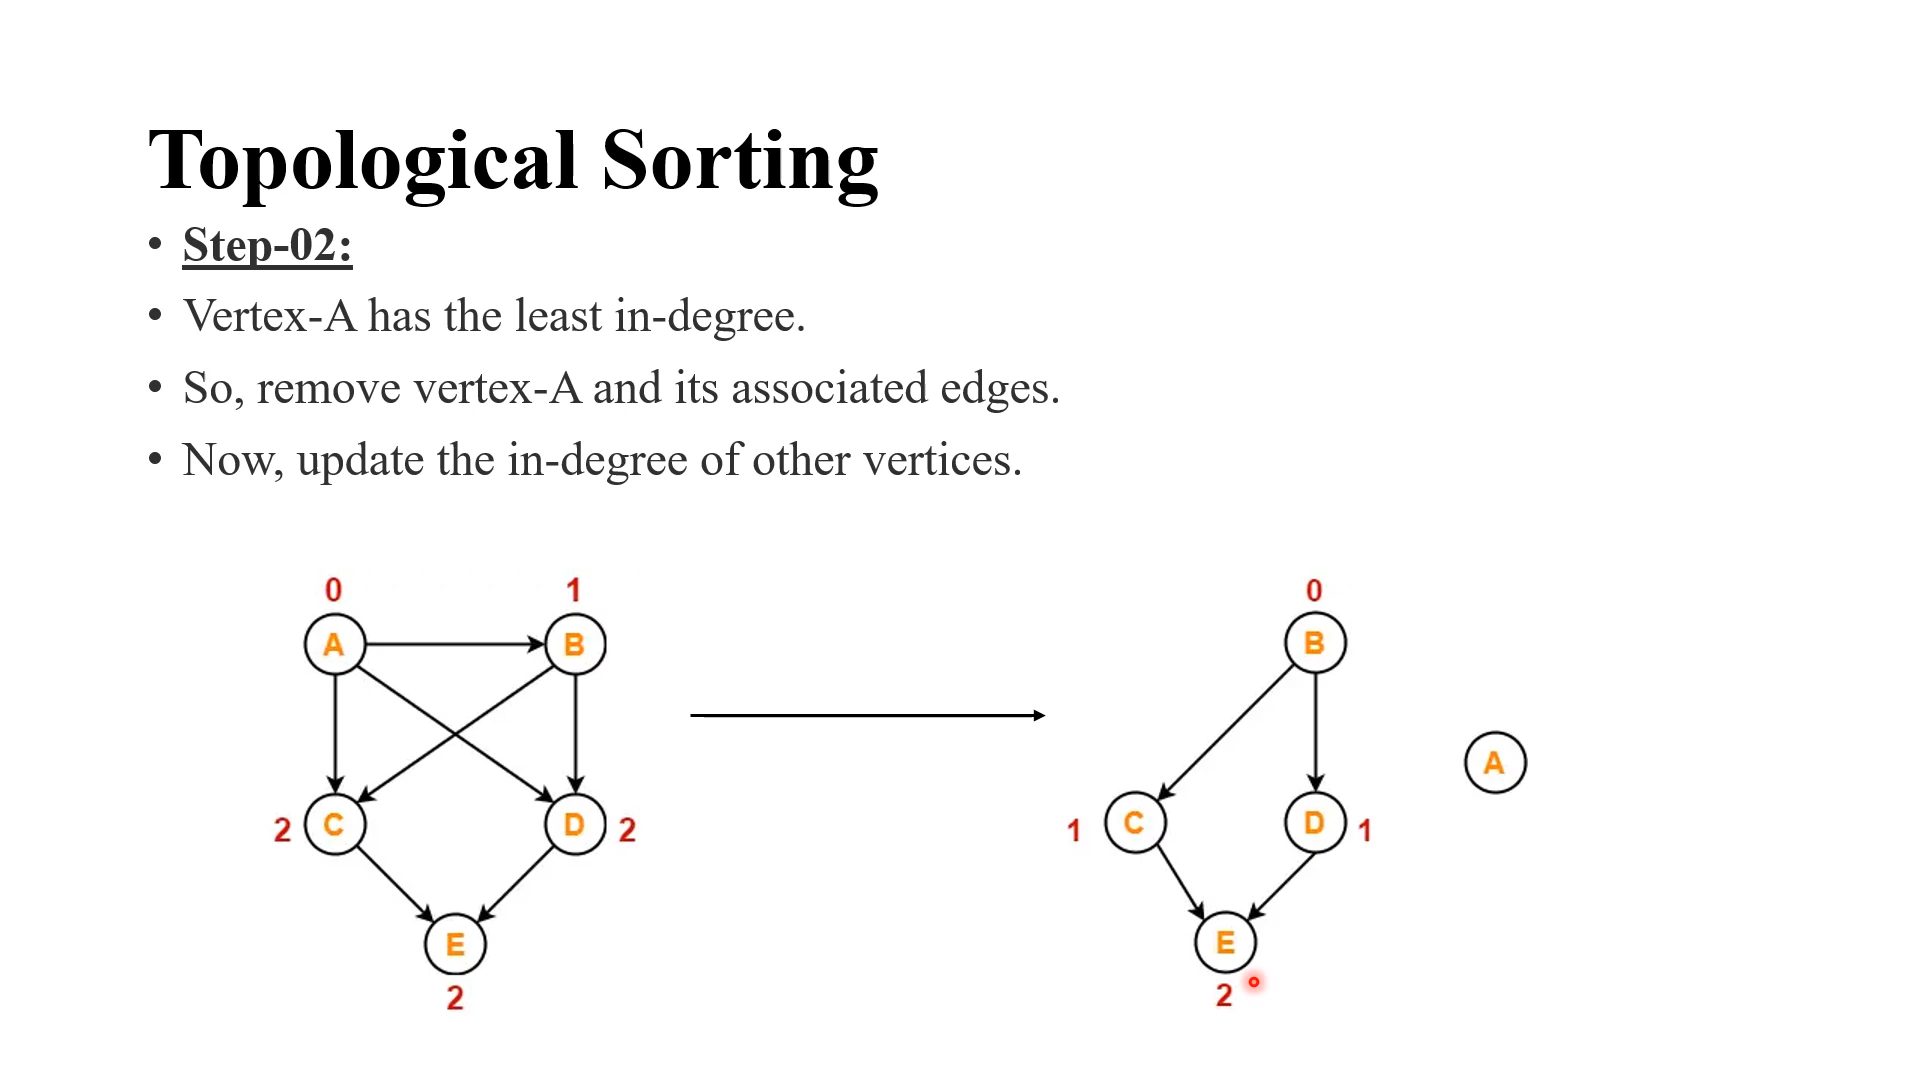 Topological Sorting
• Step-02:
• Vertex-A has the least in-degree.
• So, remove vertex-A and its associated edges.
• Now, update the in-degree of other vertices.
0 1
A B
2 C D 2
E
2
0
B
A
1 C D 1
E
2